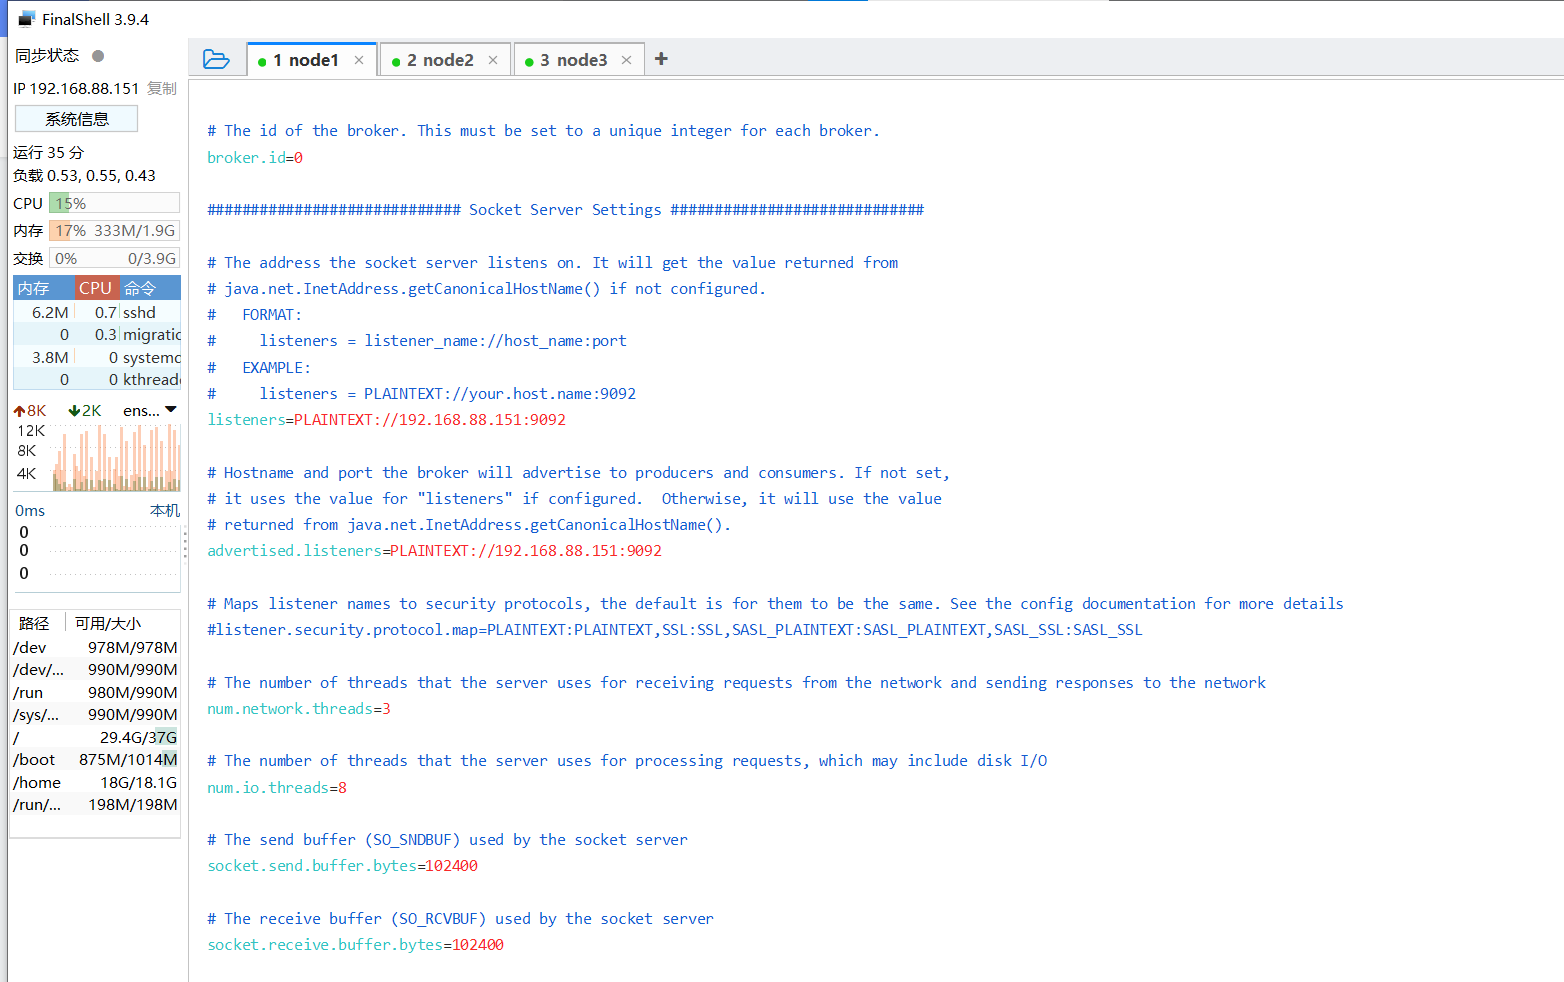 FinalShell 3.9.4
同步状态
IP 192.168.88.151 复制
系统信息
运行 35 分
负载 0.53, 0.55, 0.43
CPU 15%
内存 17% 333M/1.9G
交换 0% 0/3.9G
内存 CPU 命令
6.2M 0.7 sshd
0 0.3 migratic
3.8M 0 systemd
0 0 kthread
8K 2K ens...
12K
8K
4K
0ms 本机
0
0
0
路径 可用/大小
/dev 978M/978M
/dev/... 990M/990M
/run 980M/990M
/sys/... 990M/990M
/ 29.4G/37G
/boot 875M/1014M
/home 18G/18.1G
/run/... 198M/198M
1 node1 × 2 node2 × 3 node3 × +
# The id of the broker. This must be set to a unique integer for each broker.
broker.id=0
############################# Socket Server Settings #############################
# The address the socket server listens on. It will get the value returned from
# java.net.InetAddress.getCanonicalHostName() if not configured.
#   FORMAT:
#     listeners = listener_name://host_name:port
#   EXAMPLE:
#     listeners = PLAINTEXT://your.host.name:9092
listeners=PLAINTEXT://192.168.88.151:9092
# Hostname and port the broker will advertise to producers and consumers. If not set,
# it uses the value for "listeners" if configured.  Otherwise, it will use the value
# returned from java.net.InetAddress.getCanonicalHostName().
advertised.listeners=PLAINTEXT://192.168.88.151:9092
# Maps listener names to security protocols, the default is for them to be the same. See the config documentation for more details
#listener.security.protocol.map=PLAINTEXT:PLAINTEXT,SSL:SSL,SASL_PLAINTEXT:SASL_PLAINTEXT,SASL_SSL:SASL_SSL
# The number of threads that the server uses for receiving requests from the network and sending responses to the network
num.network.threads=3
# The number of threads that the server uses for processing requests, which may include disk I/O
num.io.threads=8
# The send buffer (SO_SNDBUF) used by the socket server
socket.send.buffer.bytes=102400
# The receive buffer (SO_RCVBUF) used by the socket server
socket.receive.buffer.bytes=102400